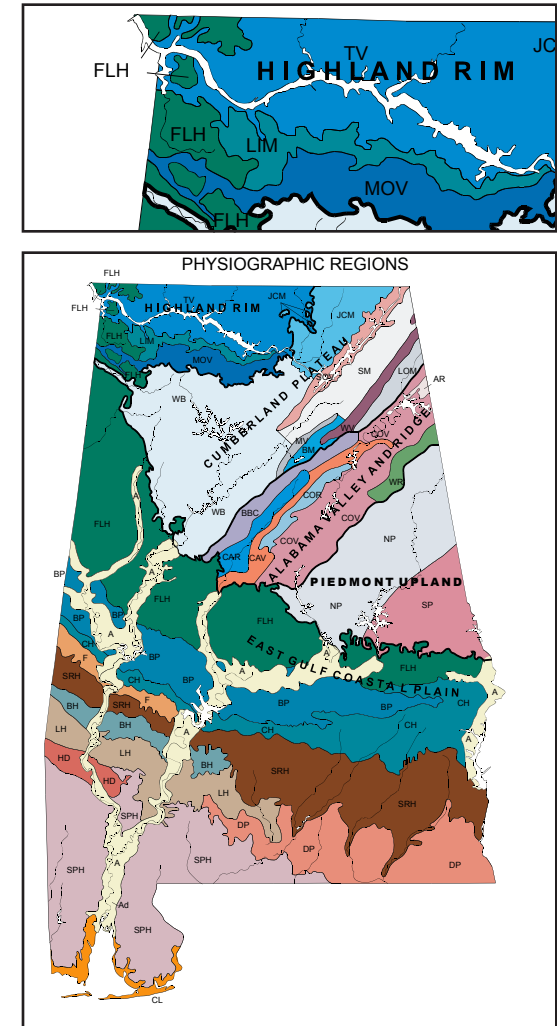 TV
JC
FLH
HIGHLAND RIM
FLH
LIM
MOV
FLH
PHYSIOGRAPHIC REGIONS
FLH
TV
JCM
FLH
HIGHLAND RIM
JCM
FLH
LIM
MOV
FLH
SM
LOM
AR
WB
CUMBERLAND PLATEAU
MV
BM
WV
COV
A
WR
WB
BBC
COR
COV
FLH
ALABAMA VALLEY AND RIDGE
COV
NP
CAR
CAV
A
BP
FLH
PIEDMONT UPLAND
NP
SP
BP
FLH
A
CH
BP
A
FLH
EAST GULF COASTAL PLAIN
F
CH
BP
A
A
SRH
F
BP
BP
CH
A
BH
SRH
CH
LH
BH
A
LH
BH
SRH
HD
HD
LH
SRH
SPH
DP
SPH
SPH
DP
DP
A
Ad
SPH
CL